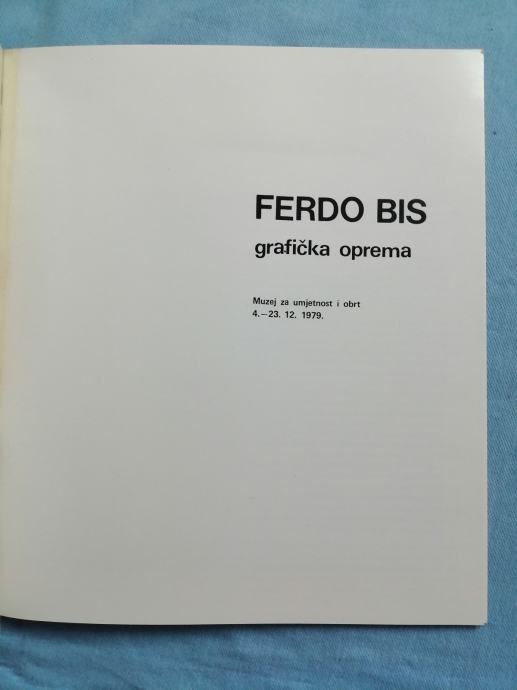 FERDO BIS
grafička oprema
Muzej za umjetnost i obrt
4.—23. 12. 1979.